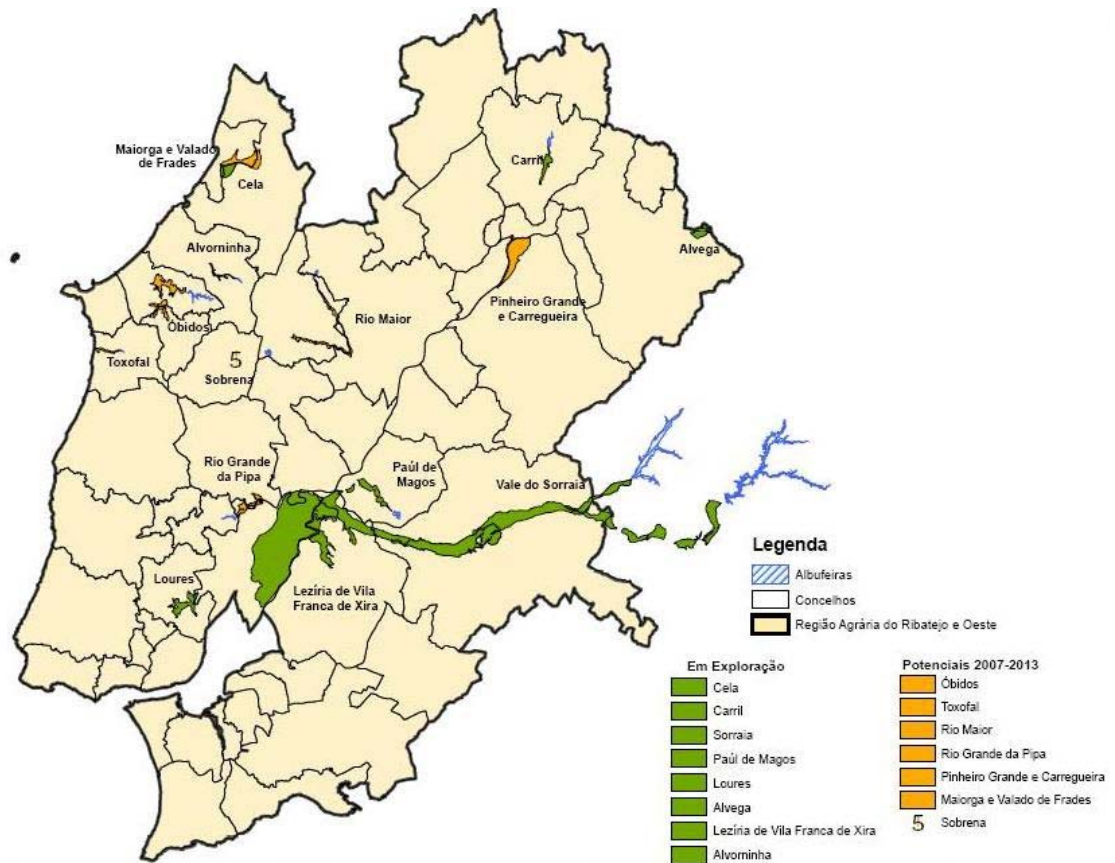 Maiorga e Valado
de Frades
Cela
Carril
Alvega
Alvorninha
Pinheiro Grande
e Carregueira
Rio Maior
Óbidos
Toxofal
5
Sobrena
Rio Grande
da Pipa
Paúl de
Magos
Vale do Sorraia
Loures
Lezíria de Vila
Franca de Xira
Legenda
Albufeiras
Concelhos
Região Agrária do Ribatejo e Oeste
Em Exploração
Cela
Carril
Sorraia
Paúl de Magos
Loures
Alvega
Lezíria de Vila Franca de Xira
Alvorninha
Potenciais 2007-2013
Óbidos
Toxofal
Rio Maior
Rio Grande da Pipa
Pinheiro Grande e Carregueira
Maiorga e Valado de Frades
5 Sobrena